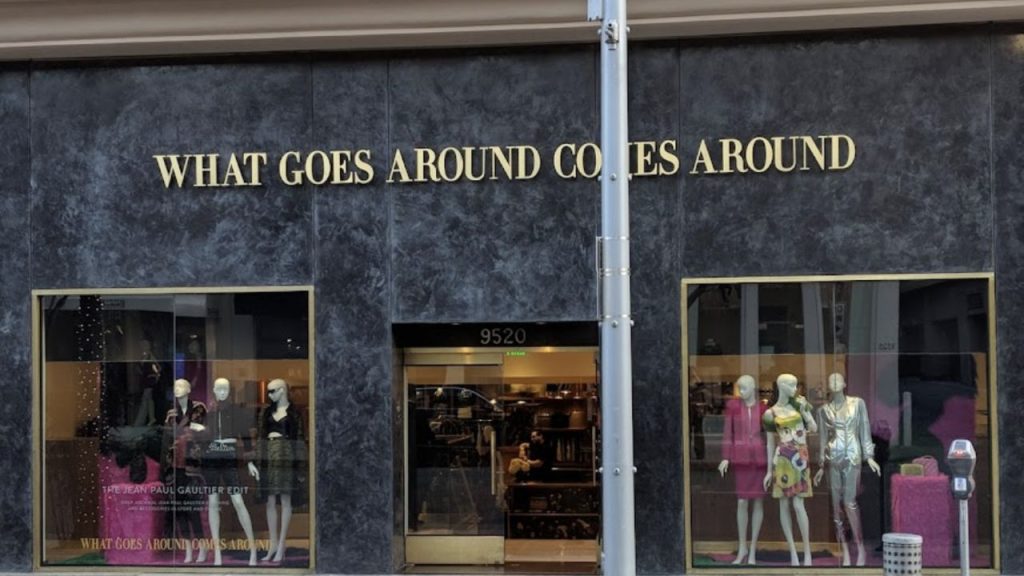 WHAT GOES AROUND COMES AROUND
9520
THE JEAN PAUL GAULTIER EDIT
WHAT GOES AROUND COMES AROUND